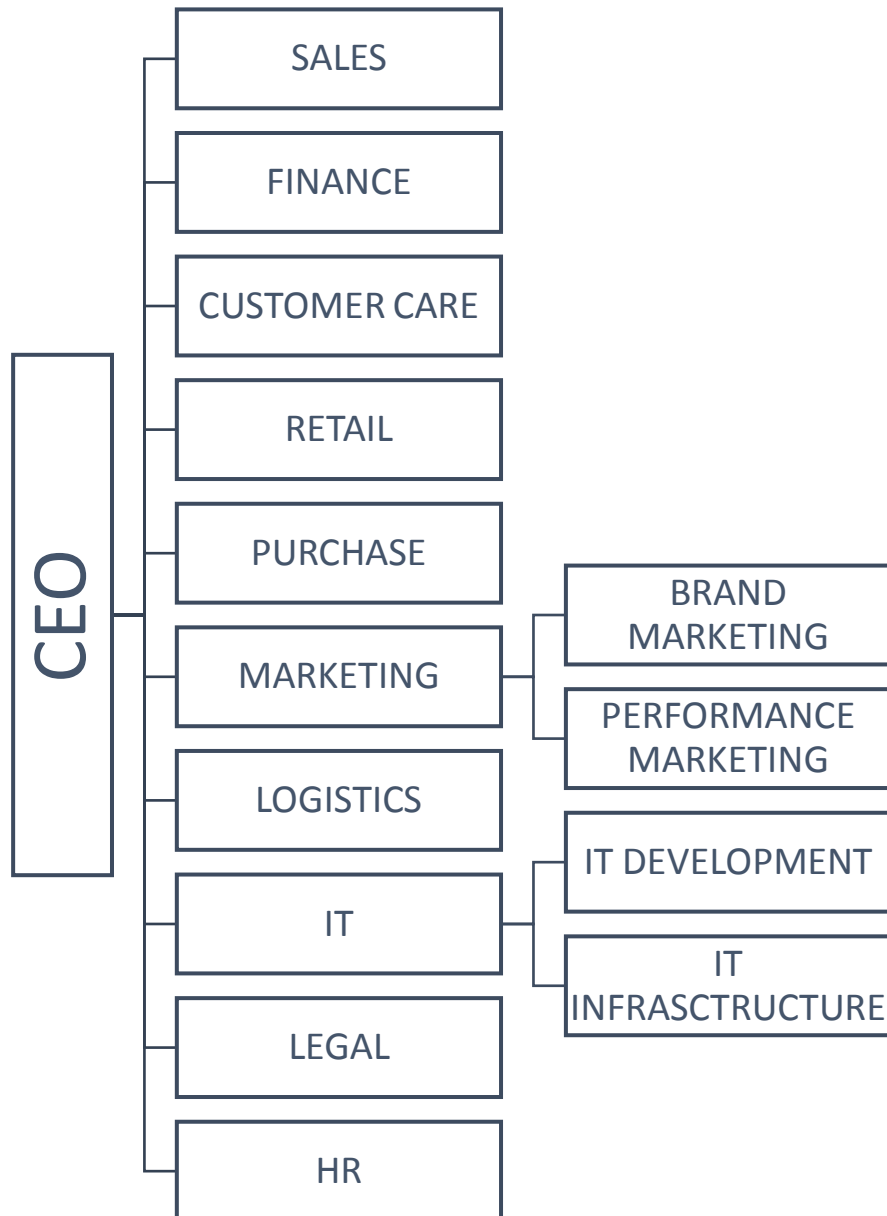 CEO
SALES
FINANCE
CUSTOMER CARE
RETAIL
PURCHASE
MARKETING
BRAND
MARKETING
PERFORMANCE
MARKETING
LOGISTICS
IT
IT DEVELOPMENT
IT
INFRASCTRUCTURE
LEGAL
HR